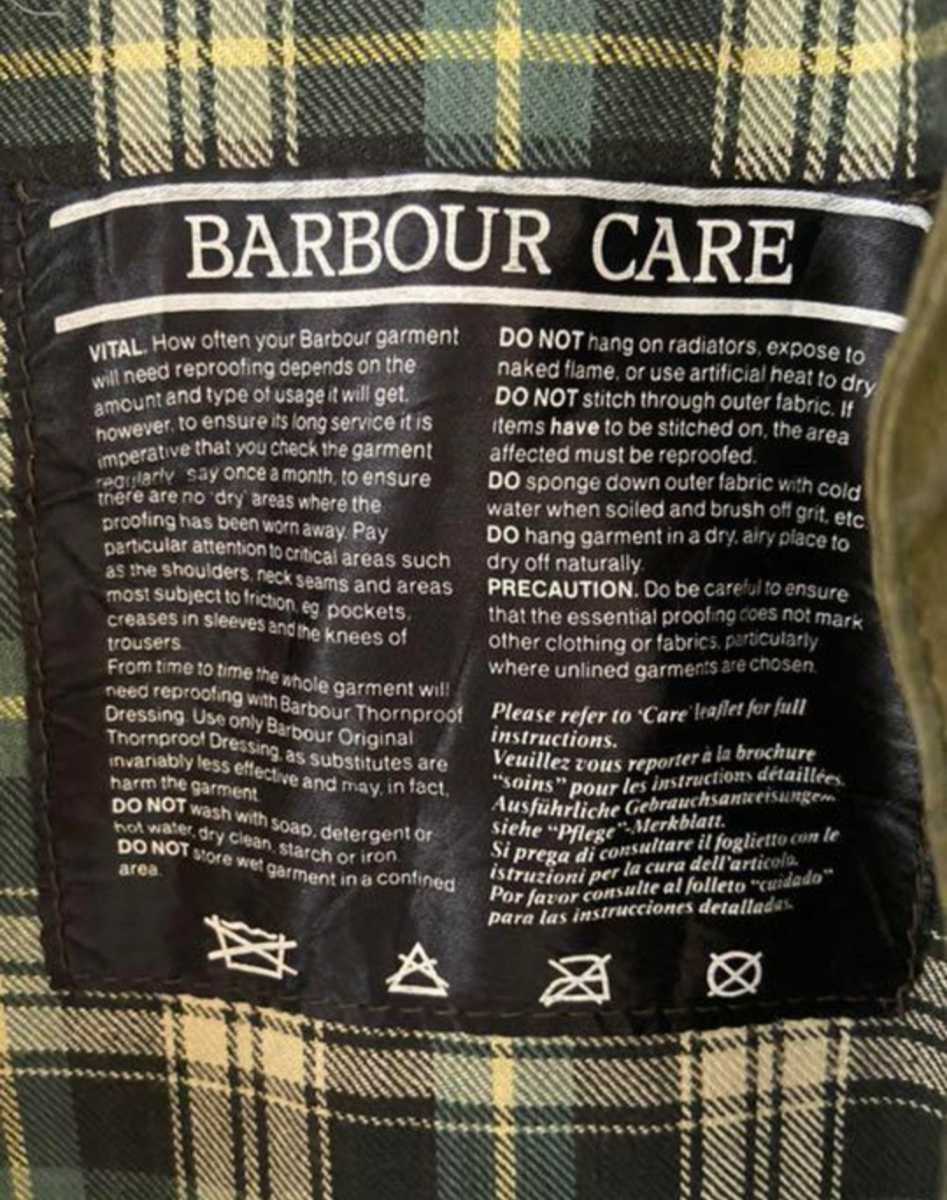 BARBOUR CARE
VITAL. How often your Barbour garment
will need reproofing depends on the
amount and type of usage it will get,
however, to ensure its long service it is
imperative that you check the garment
regularly say once a month, to ensure
there are no 'dry' areas where the
proofing has been worn away. Pay
particular attention to critical areas such
as the shoulders, neck seams and areas
most subject to friction, eg. pockets,
creases in sleeves and the knees of
trousers.
From time to time the whole garment will
need reproofing with Barbour Thornproof
Dressing. Use only Barbour Original
Thornproof Dressing, as substitutes are
invariably less effective and may, in fact,
harm the garment.
DO NOT wash with soap, detergent or
hot water, dry clean, starch or iron.
DO NOT store wet garment in a confined
area.
DO NOT hang on radiators, expose to
naked flame, or use artificial heat to dry
DO NOT stitch through outer fabric. If
items have to be stitched on, the area
affected must be reproofed.
DO sponge down outer fabric with cold
water when soiled and brush off grit, etc.
DO hang garment in a dry, airy place to
dry off naturally.
PRECAUTION. Do be careful to ensure
that the essential proofing does not mark
other clothing or fabrics, particularly
where unlined garments are chosen.
Please refer to 'Care' leaflet for full
instructions.
Veuillez vous reporter à la brochure
"soins" pour les instructions détaillées.
Ausführliche Gebrauchsanweisungen
siehe "Pflege"-Merkblatt.
Si prega di consultare il foglietto con le
istruzioni per la cura dell'articolo.
Por favor consulte al folleto "cuidado"
para las instrucciones detalladas.